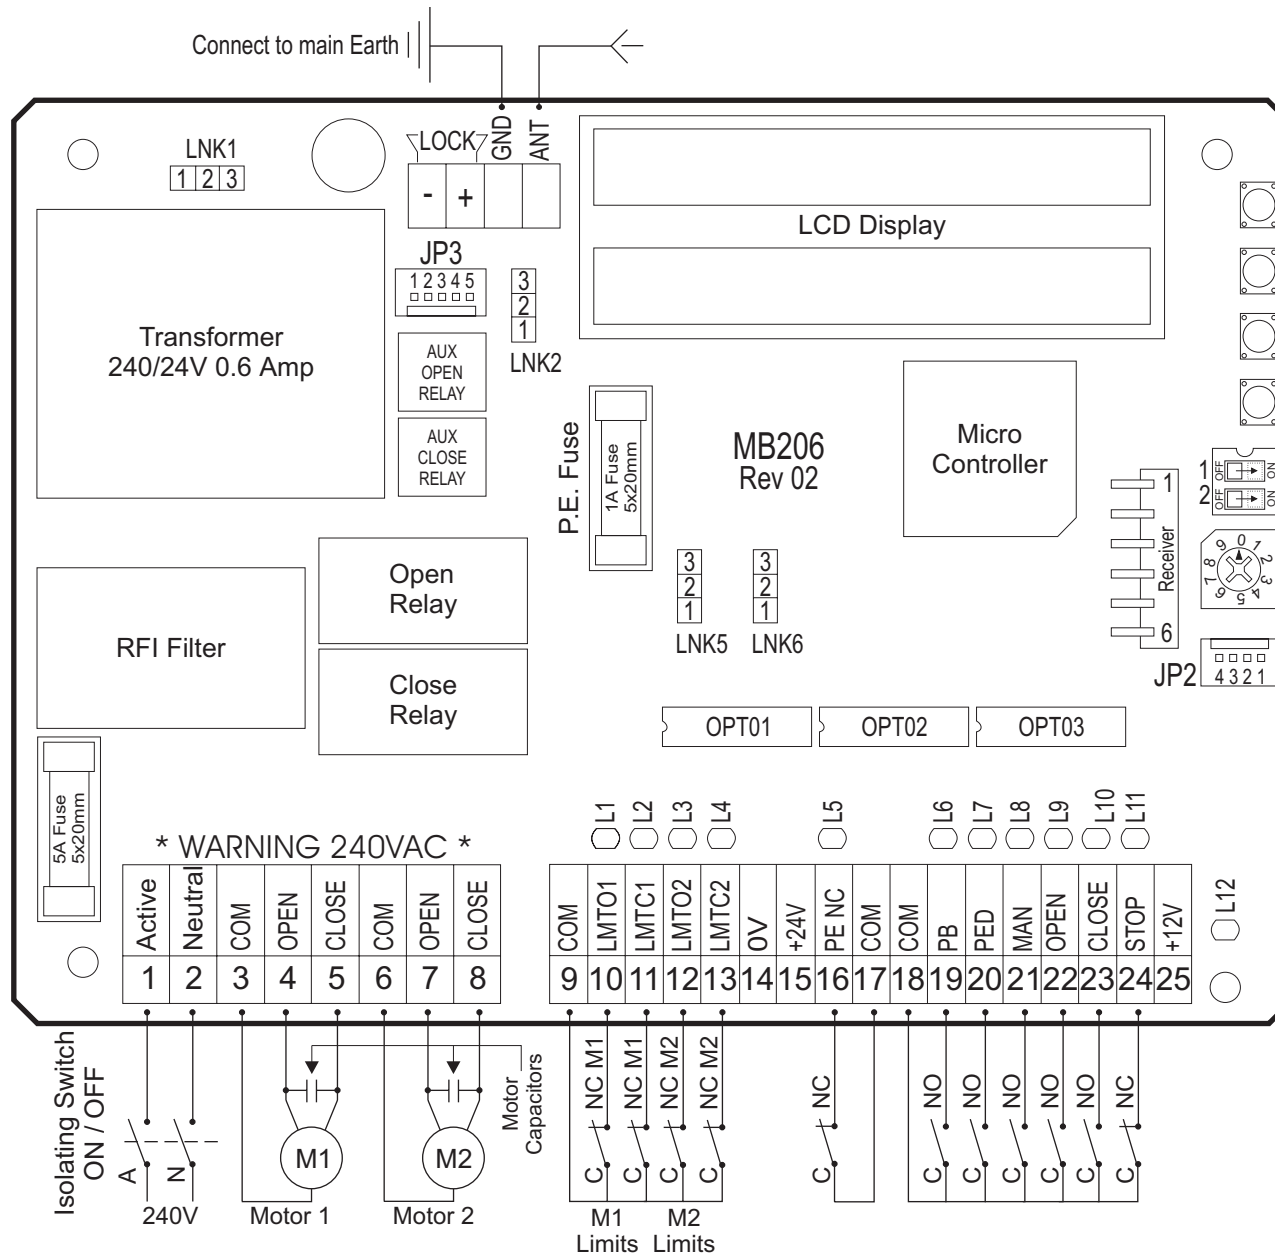 Connect to main Earth
LNK1
1 2 3
LOCK
GND
ANT
- +
LCD Display
JP3
1 2 3 4 5
3
2
1
LNK2
Transformer
240/24V 0.6 Amp
AUX
OPEN
RELAY
AUX
CLOSE
RELAY
P.E. Fuse
1A Fuse
5x20mm
MB206
Rev 02
Micro
Controller
1
2
OFF
ON
OFF
ON
1
Receiver
6
0 1 2 3 4 5 6 7 8 9
JP2
4 3 2 1
RFI Filter
Open
Relay
Close
Relay
3
2
1
LNK5
3
2
1
LNK6
OPT01
OPT02
OPT03
5A Fuse
5x20mm
* WARNING 240VAC *
L1 L2 L3 L4 L5 L6 L7 L8 L9 L10 L11
L12
Active Neutral COM OPEN CLOSE COM OPEN CLOSE
1 2 3 4 5 6 7 8
COM LMTO1 LMTC1 LMTO2 LMTC2 0V +24V PE NC COM COM PB PED MAN OPEN CLOSE STOP +12V
9 10 11 12 13 14 15 16 17 18 19 20 21 22 23 24 25
Isolating Switch
ON / OFF
A N
240V
M1
Motor 1
M2
Motor 2
Motor
Capacitors
NC M1 NC M1 NC M2 NC M2
C C C C
M1
Limits
M2
Limits
NC
C
NO NO NO NO NO NC
C C C C C C